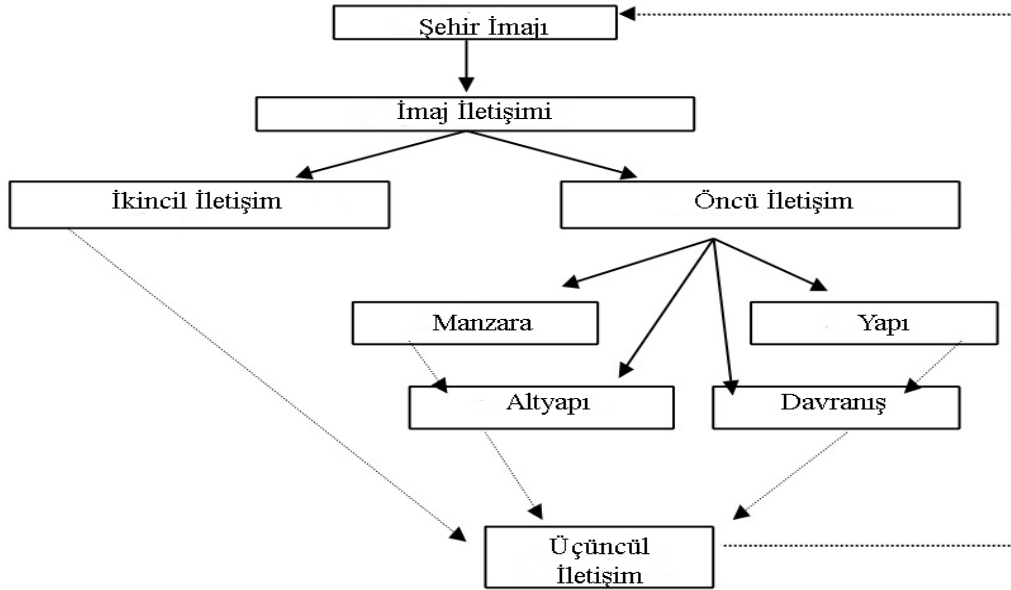 Şehir İmajı
İmaj İletişimi
İkincil İletişim
Öncü İletişim
Manzara
Yapı
Altyapı
Davranış
Üçüncül
İletişim